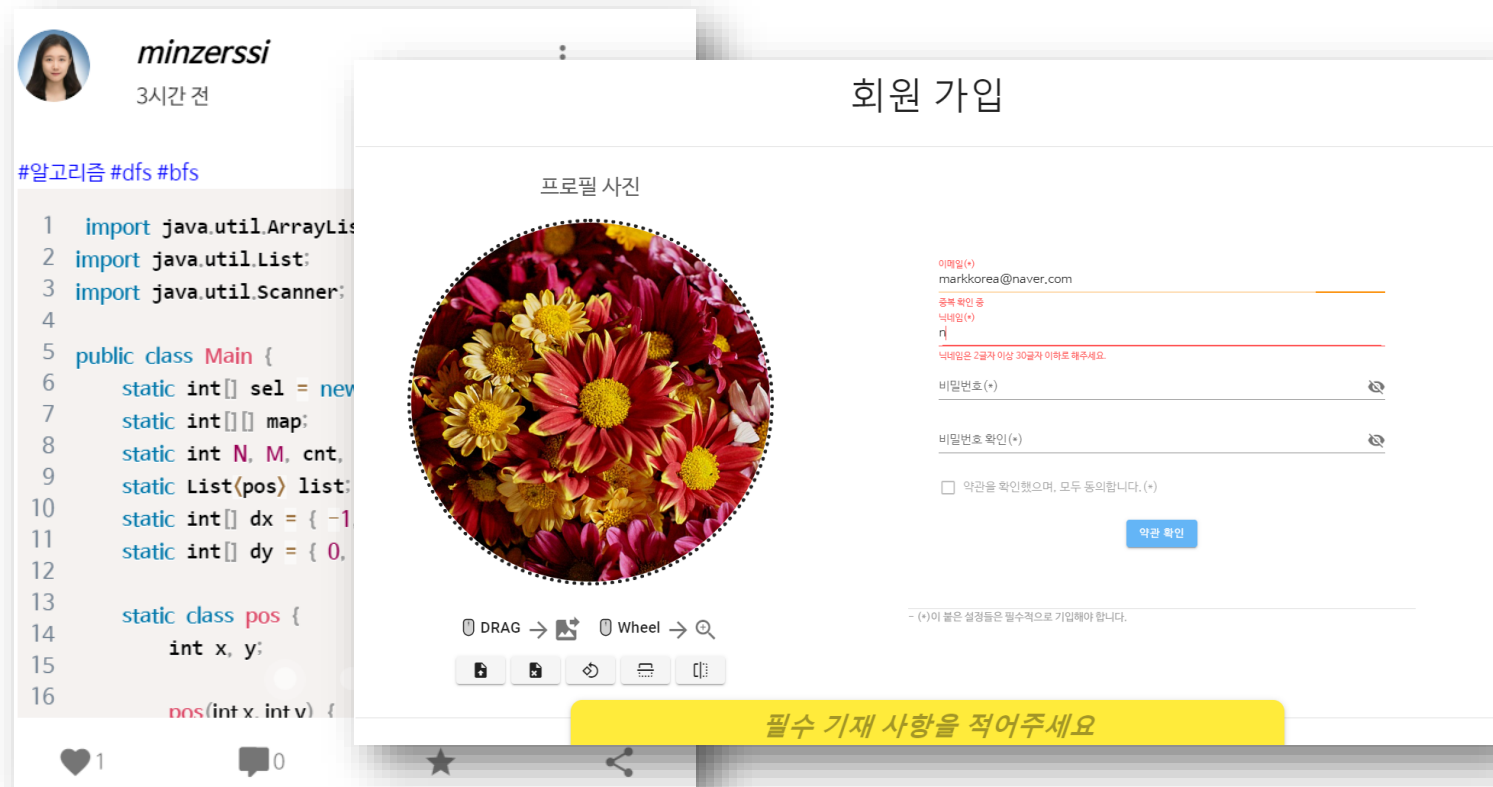 minzerssi
3시간 전
#알고리즘 #dfs #bfs
1 import java.util.ArrayLis
2 import java.util.List;
3 import java.util.Scanner;
4
5 public class Main {
6 static int[] sel = new
7 static int[][] map;
8 static int N, M, cnt,
9 static List<pos> list;
10 static int[] dx = { -1,
11 static int[] dy = { 0,
12
13 static class pos {
14 int x, y;
15
16 pos(int x, int y) {
1
0
회원 가입
프로필 사진
DRAG → Wheel →
이메일(*)
markkorea@naver.com
중복 확인 중
닉네임(*)
n
닉네임은 2글자 이상 30글자 이하로 해주세요.
비밀번호(*)
비밀번호 확인(*)
약관을 확인했으며, 모두 동의합니다.(*)
약관 확인
- (*)이 붙은 설정들은 필수적으로 기입해야 합니다.
필수 기재 사항을 적어주세요